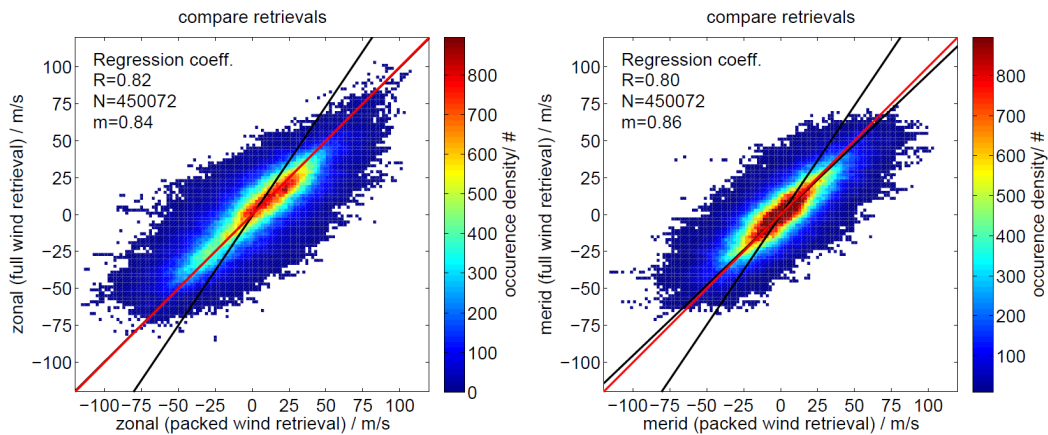 compare retrievals
Regression coeff.
R=0.82
N=450072
m=0.84
100
75
50
25
0
−25
−50
−75
−100
zonal (full wind retrieval) / m/s
−100 −75 −50 −25 0 25 50 75 100
zonal (packed wind retrieval) / m/s
800
700
600
500
400
300
200
100
0
occurence density/ #
compare retrievals
Regression coeff.
R=0.80
N=450072
m=0.86
100
75
50
25
0
−25
−50
−75
−100
merid (full wind retrieval) / m/s
−100 −75 −50 −25 0 25 50 75 100
merid (packed wind retrieval) / m/s
800
700
600
500
400
300
200
100
occurence density/ #